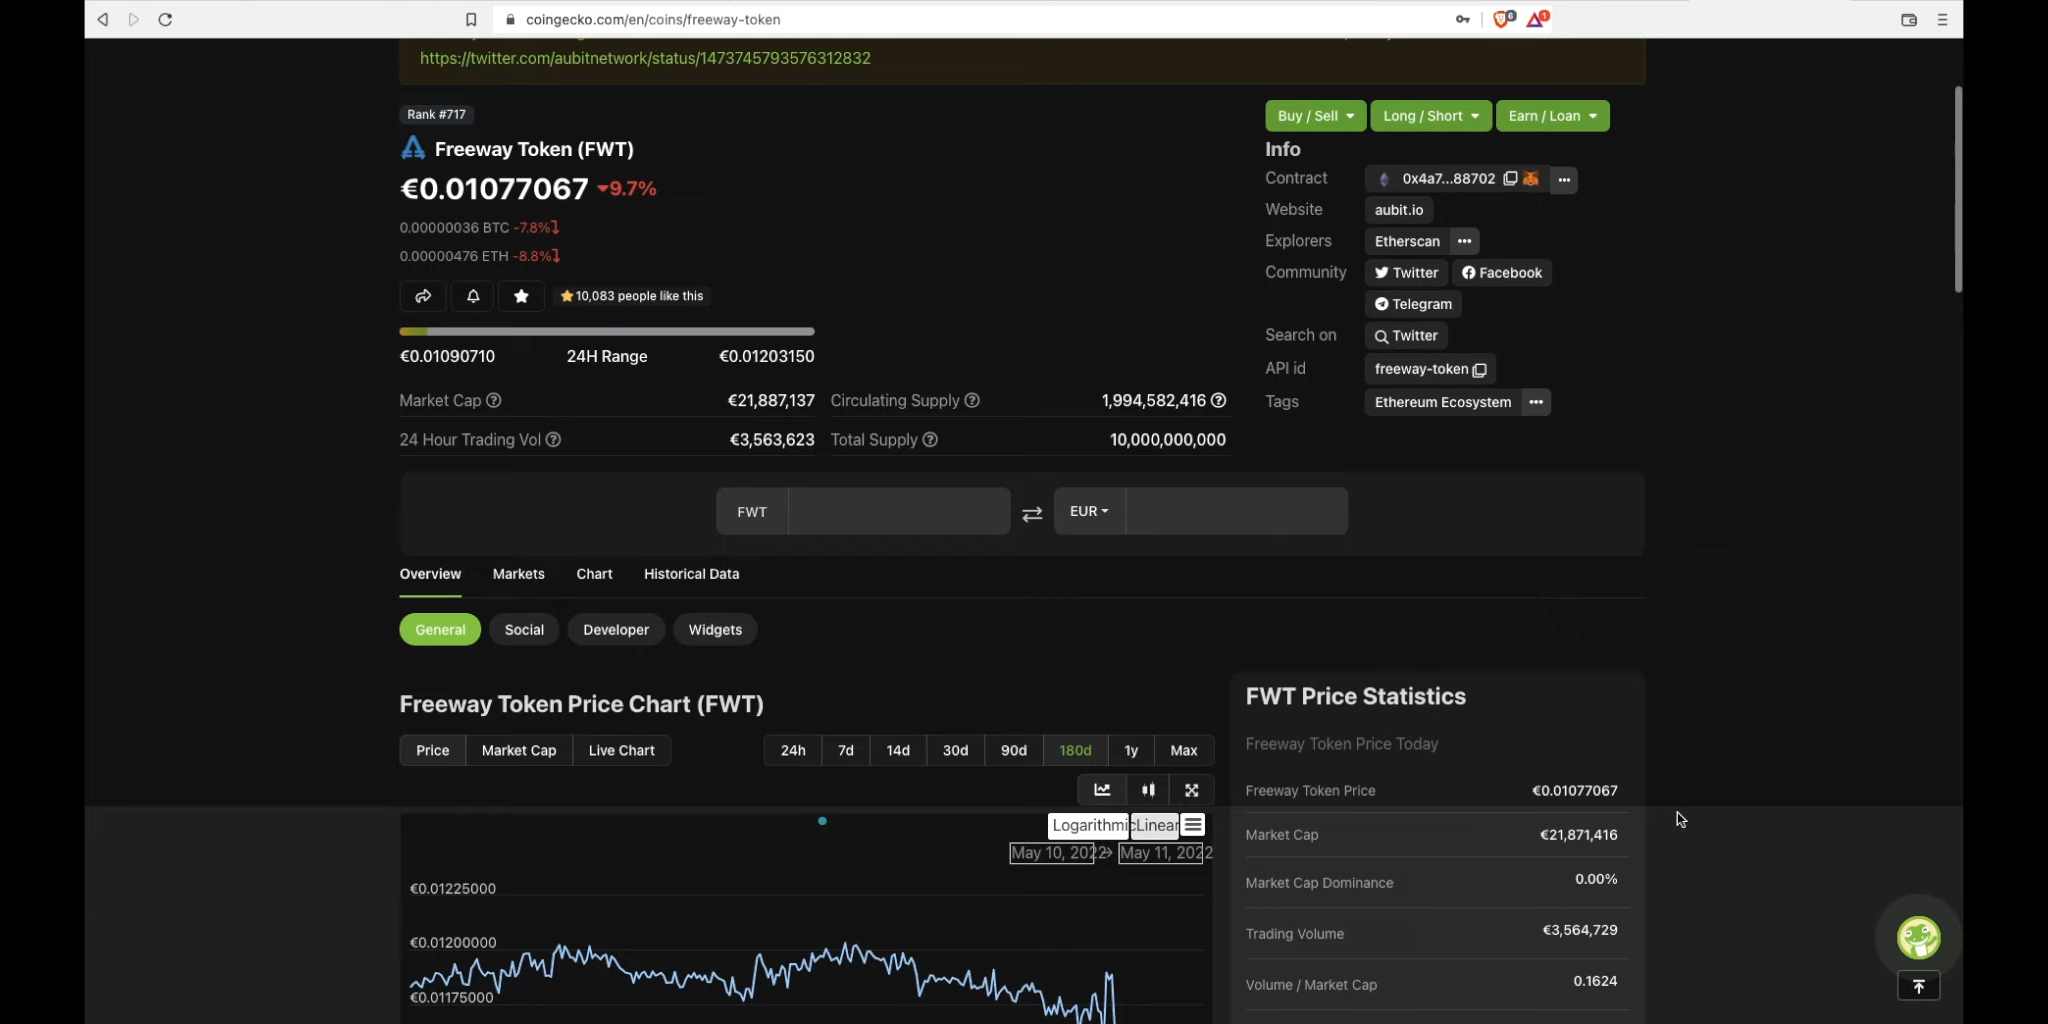 coingecko.com/en/coins/freeway-token
6
1
https://twitter.com/aubitnetwork/status/1473745793576312832
Rank #717
Freeway Token (FWT)
€0.01077067 9.7%
0.00000036 BTC -7.8%
0.00000476 ETH -8.8%
10,083 people like this
€0.01090710 24H Range €0.01203150
Market Cap €21,887,137 Circulating Supply 1,994,582,416
24 Hour Trading Vol €3,563,623 Total Supply 10,000,000,000
Buy / Sell Long / Short Earn / Loan
Info
Contract 0x4a7...88702
Website aubit.io
Explorers Etherscan
Community Twitter Facebook
Telegram
Search on Twitter
API id freeway-token
Tags Ethereum Ecosystem
FWT EUR
Overview Markets Chart Historical Data
General Social Developer Widgets
Freeway Token Price Chart (FWT)
Price Market Cap Live Chart 24h 7d 14d 30d 90d 180d 1y Max
Logarithmic Linear
May 10, 2022 → May 11, 2022
€0.01225000
€0.01200000
€0.01175000
FWT Price Statistics
Freeway Token Price Today
Freeway Token Price €0.01077067
Market Cap €21,871,416
Market Cap Dominance 0.00%
Trading Volume €3,564,729
Volume / Market Cap 0.1624